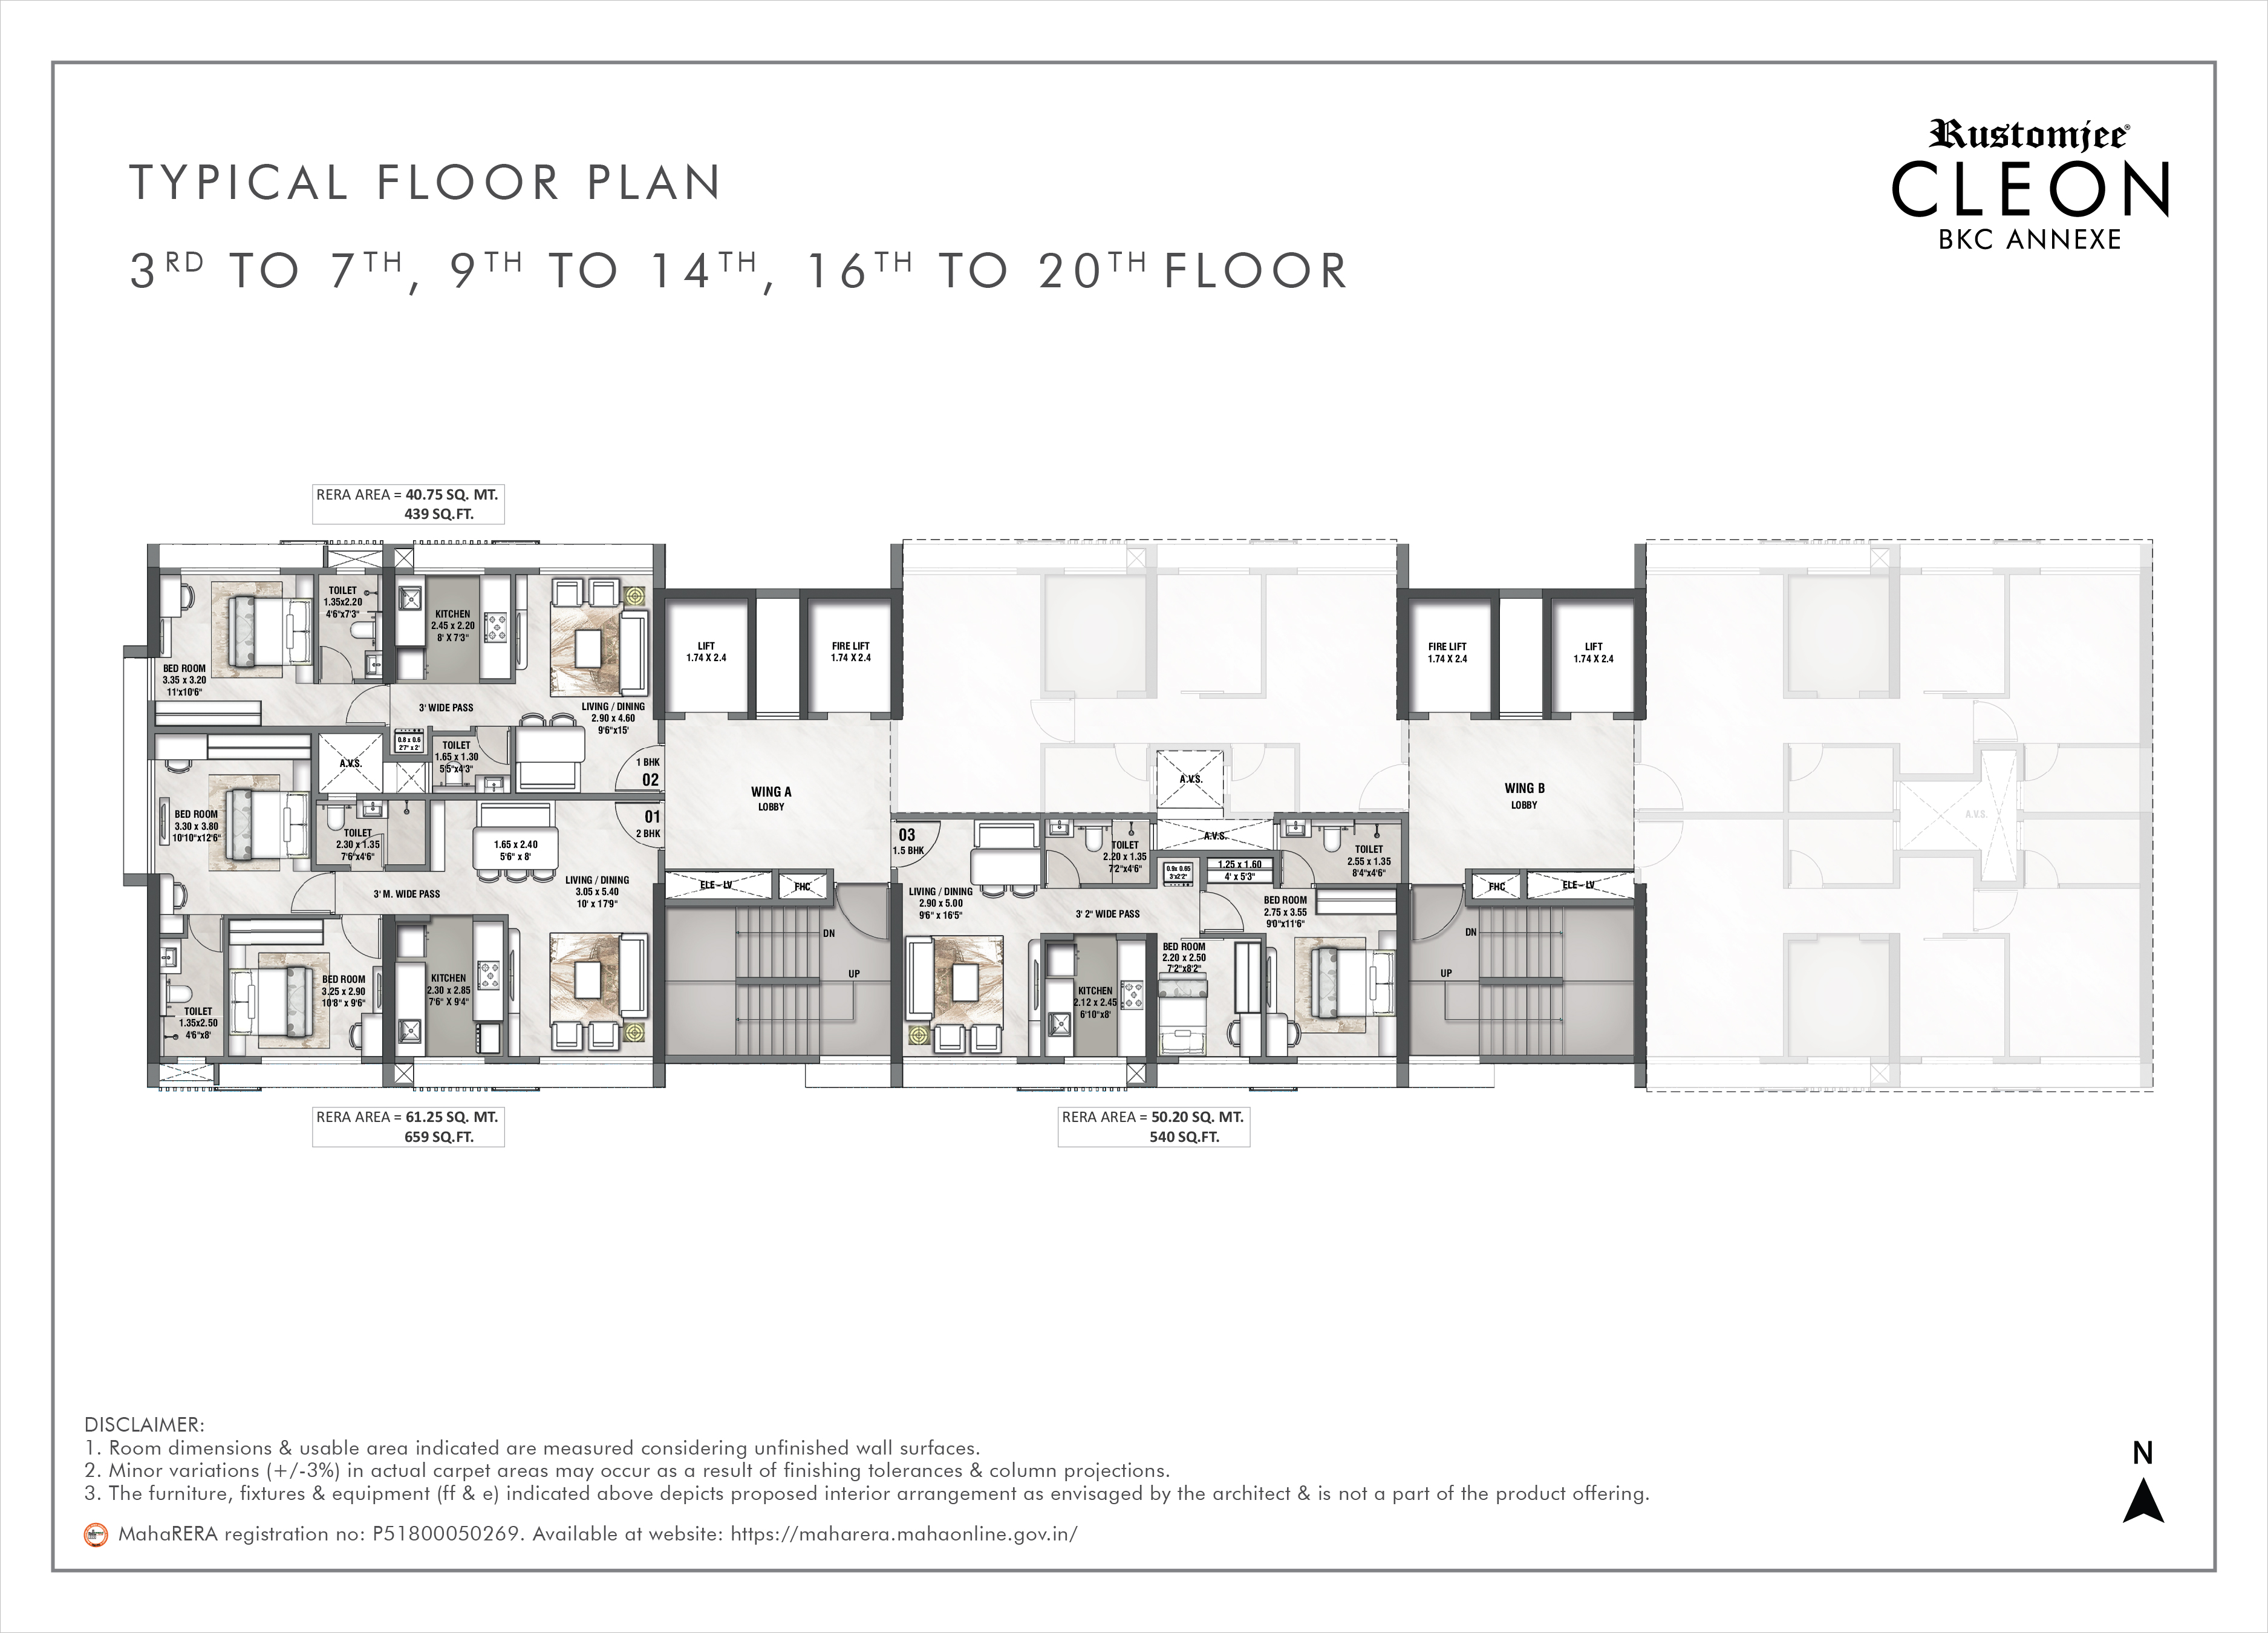 Rustomjee®
CLEON
BKC ANNEXE
TYPICAL FLOOR PLAN
3RD TO 7TH, 9TH TO 14TH, 16TH TO 20TH FLOOR
RERA AREA = 40.75 SQ. MT.
439 SQ.FT.
TOILET
1.35x2.20
4'6"x7'3"
KITCHEN
2.45 x 2.20
8' X 7'3"
BED ROOM
3.35 x 3.20
11'x10'6"
3' WIDE PASS
LIVING / DINING
2.90 x 4.60
9'6"x15'
0.8 x 0.6
2'7" x 2'
TOILET
1.65 x 1.30
5'5"x4'3"
A.V.S.
1 BHK
02
01
2 BHK
BED ROOM
3.30 x 3.80
10'10"x12'6"
TOILET
2.30 x 1.35
7'6"x4'6"
1.65 x 2.40
5'6" x 8'
3' M. WIDE PASS
LIVING / DINING
3.05 x 5.40
10' x 17'9"
BED ROOM
3.25 x 2.90
10'8" x 9'6"
KITCHEN
2.30 x 2.85
7'6" X 9'4"
TOILET
1.35x2.50
4'6"x8'
RERA AREA = 61.25 SQ. MT.
659 SQ.FT.
LIFT
1.74 X 2.4
FIRE LIFT
1.74 X 2.4
WING A
LOBBY
ELE - LV
FHC
DN
UP
03
1.5 BHK
LIVING / DINING
2.90 x 5.00
9'6" x 16'5"
TOILET
2.20 x 1.35
7'2"x4'6"
A.V.S.
A.V.S.
0.9x 0.65
3'x2'2"
1.25 x 1.60
4' x 5'3"
TOILET
2.55 x 1.35
8'4"x4'6"
3' 2" WIDE PASS
BED ROOM
2.75 x 3.55
9'0"x11'6"
BED ROOM
2.20 x 2.50
7'2"x8'2"
KITCHEN
2.12 x 2.45
6'10"x8'
RERA AREA = 50.20 SQ. MT.
540 SQ.FT.
FIRE LIFT
1.74 X 2.4
LIFT
1.74 X 2.4
WING B
LOBBY
FHC
ELE - LV
DN
UP
A.V.S.
DISCLAIMER:
1. Room dimensions & usable area indicated are measured considering unfinished wall surfaces.
2. Minor variations (+/-3%) in actual carpet areas may occur as a result of finishing tolerances & column projections.
3. The furniture, fixtures & equipment (ff & e) indicated above depicts proposed interior arrangement as envisaged by the architect & is not a part of the product offering.
MahaRERA registration no: P51800050269. Available at website: https://maharera.mahaonline.gov.in/
N